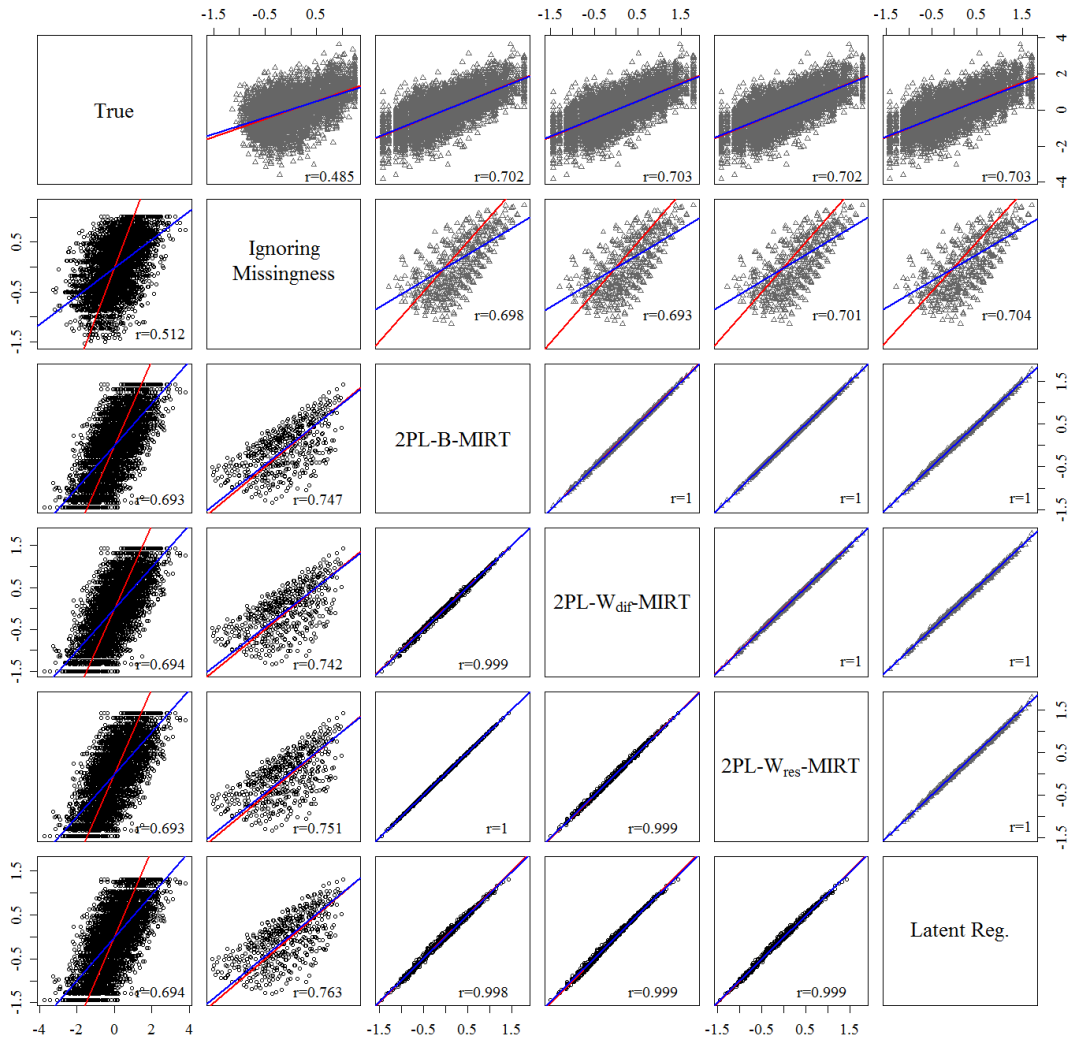 -1.5 -0.5 0.5 -1.5 -0.5 0.5 1.5 -1.5 -0.5 0.5 1.5
True
r=0.485
r=0.702
r=0.703
r=0.702
r=0.703
-4 -2 0 2 4
-1.5 -0.5 0.5
r=0.512
Ignoring
Missingness
r=0.698
r=0.693
r=0.701
r=0.704
r=0.693
r=0.747
2PL-B-MIRT
r=1
r=1
r=1
-1.5 -0.5 0.5 1.5
-1.5 -0.5 0.5 1.5
r=0.694
r=0.742
r=0.999
2PL-Wdif-MIRT
r=1
r=1
r=0.693
r=0.751
r=1
r=0.999
2PL-Wres-MIRT
r=1
-1.5 -0.5 0.5 1.5
-1.5 -0.5 0.5 1.5
r=0.694
r=0.763
r=0.998
r=0.999
r=0.999
Latent Reg.
-4 -2 0 2 4 -1.5 -0.5 0.5 1.5 -1.5 -0.5 0.5 1.5